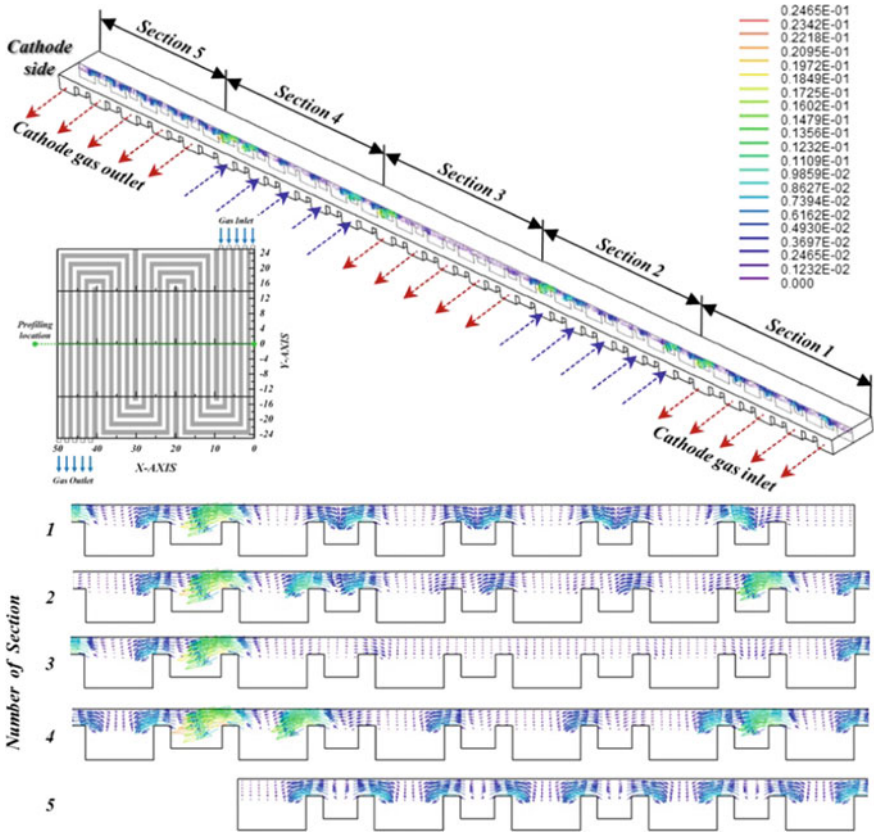 Cathode side
Section 5
Section 4
Section 3
Section 2
Section 1
Cathode gas outlet
Cathode gas inlet
0.2465E-01
0.2342E-01
0.2218E-01
0.2095E-01
0.1972E-01
0.1849E-01
0.1725E-01
0.1602E-01
0.1479E-01
0.1356E-01
0.1232E-01
0.1109E-01
0.9859E-02
0.8627E-02
0.7394E-02
0.6162E-02
0.4930E-02
0.3697E-02
0.2465E-02
0.1232E-02
0.000
Gas Inlet
24
20
16
12
8
4
0
-4
-8
-12
-16
-20
-24
Y-AXIS
Profiling
location
50 40 30 20 10 0
X-AXIS
Gas Outlet
Number of Section
1
2
3
4
5